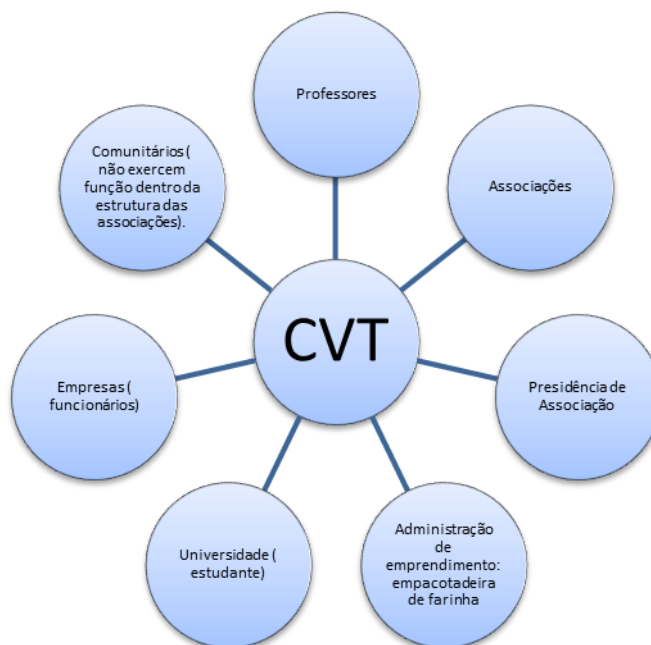 Professores
Comunitários (
não exercem
função dentro da
estrutura das
associações).
Associações
CVT
Empresas (
funcionários)
Presidência de
Associação
Universidade (
estudante)
Administração
de
emprendimento:
empacotadeira
de farinha